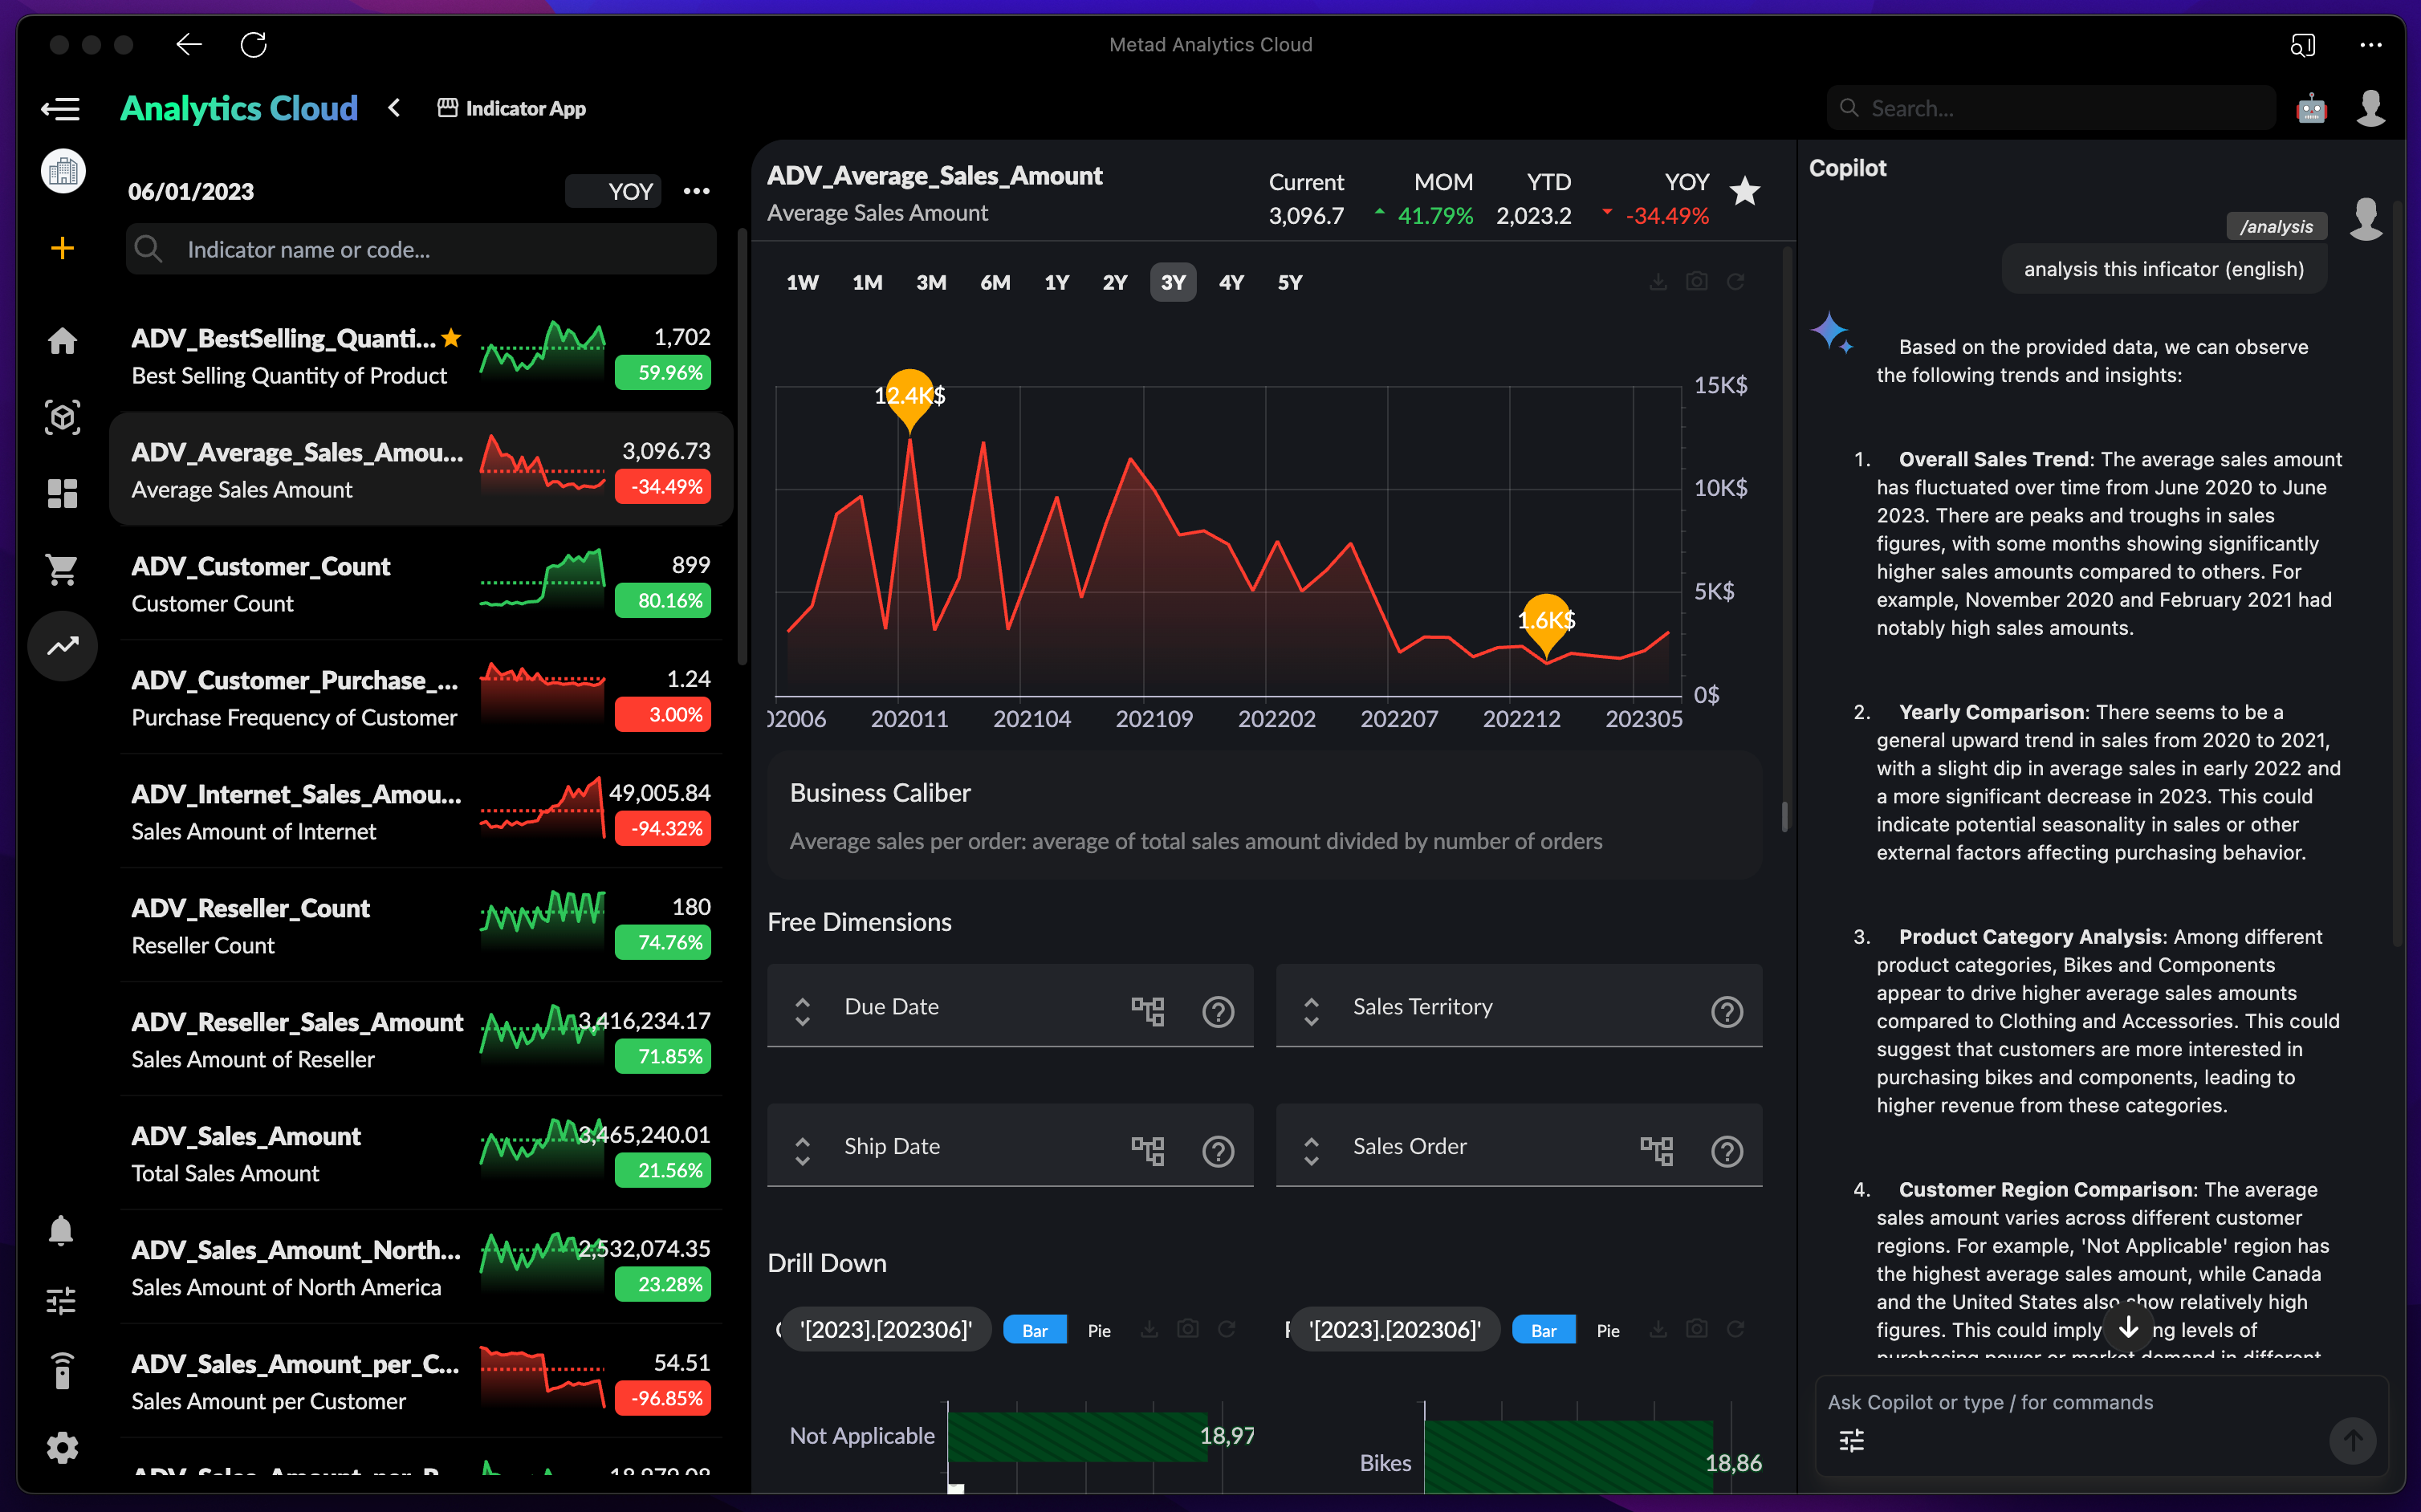 Metad Analytics Cloud
Analytics Cloud
Indicator App
Search...
06/01/2023
YOY
Indicator name or code...
ADV_BestSelling_Quanti...
1,702
Best Selling Quantity of Product
59.96%
ADV_Average_Sales_Amou...
3,096.73
Average Sales Amount
-34.49%
ADV_Customer_Count
899
Customer Count
80.16%
ADV_Customer_Purchase_...
1.24
Purchase Frequency of Customer
3.00%
ADV_Internet_Sales_Amou...
49,005.84
Sales Amount of Internet
-94.32%
ADV_Reseller_Count
180
Reseller Count
74.76%
ADV_Reseller_Sales_Amount
3,416,234.17
Sales Amount of Reseller
71.85%
ADV_Sales_Amount
3,465,240.01
Total Sales Amount
21.56%
ADV_Sales_Amount_North...
2,532,074.35
Sales Amount of North America
23.28%
ADV_Sales_Amount_per_C...
54.51
Sales Amount per Customer
-96.85%
ADV_Average_Sales_Amount
Average Sales Amount
Current
3,096.7
MOM
41.79%
YTD
2,023.2
YOY
-34.49%
1W 1M 3M 6M 1Y 2Y 3Y 4Y 5Y
12.4K$
1.6K$
15K$
10K$
5K$
0$
02006 202011 202104 202109 202202 202207 202212 202305
Business Caliber
Average sales per order: average of total sales amount divided by number of orders
Free Dimensions
Due Date
Sales Territory
Ship Date
Sales Order
Drill Down
'[2023].[202306]'
Bar
Pie
'[2023].[202306]'
Bar
Pie
Not Applicable
18,97
Bikes
18,86
Copilot
/analysis
analysis this inficator (english)
Based on the provided data, we can observe
the following trends and insights:
1. Overall Sales Trend: The average sales amount
has fluctuated over time from June 2020 to June
2023. There are peaks and troughs in sales
figures, with some months showing significantly
higher sales amounts compared to others. For
example, November 2020 and February 2021 had
notably high sales amounts.
2. Yearly Comparison: There seems to be a
general upward trend in sales from 2020 to 2021,
with a slight dip in average sales in early 2022 and
a more significant decrease in 2023. This could
indicate potential seasonality in sales or other
external factors affecting purchasing behavior.
3. Product Category Analysis: Among different
product categories, Bikes and Components
appear to drive higher average sales amounts
compared to Clothing and Accessories. This could
suggest that customers are more interested in
purchasing bikes and components, leading to
higher revenue from these categories.
4. Customer Region Comparison: The average
sales amount varies across different customer
regions. For example, 'Not Applicable' region has
the highest average sales amount, while Canada
and the United States also show relatively high
figures. This could imply ng levels of
purchasing power or market demand in different
Ask Copilot or type / for commands